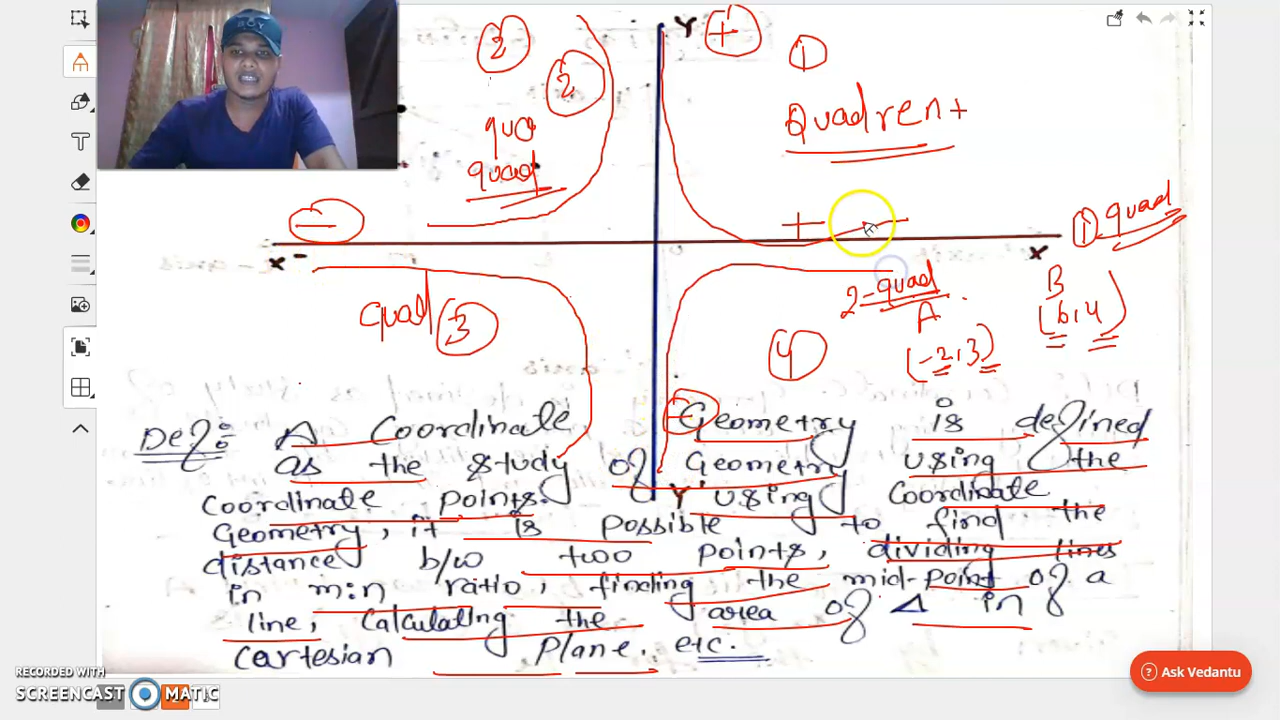 BOY
Y
+
1
2
2
Quadrent
quo
quad
-
+
X -
o
X
1 quad
2-quad
A
(-2,3)
B
(6,4)
quad 3
4
-
Def: A Coordinate Geometry is defined
as the study of Geometry using the
Coordinate points. Y' using Coordinate
Geometry, it is possible to find the
distance b/w two points, dividing lines
in m:n ratio, finding the mid-point of a
line, Calculating the area of Δ in
Cartesian Plane. etc.
RECORDED WITH
SCREENCAST MATIC
? Ask Vedantu